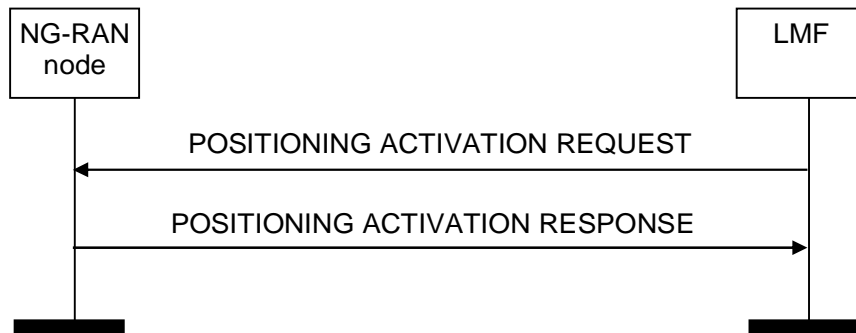 NG-RAN
node
LMF
POSITIONING ACTIVATION REQUEST
POSITIONING ACTIVATION RESPONSE